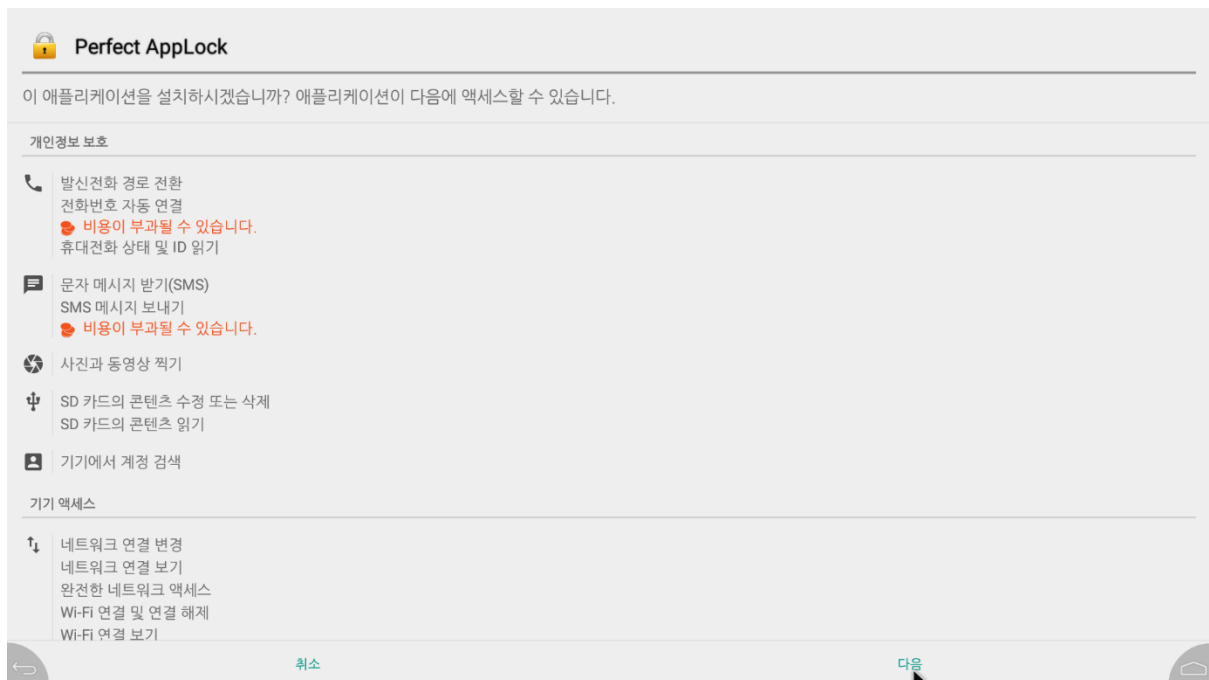 Perfect AppLock
이 애플리케이션을 설치하시겠습니까? 애플리케이션이 다음에 액세스할 수 있습니다.
개인정보 보호
발신전화 경로 전환
전화번호 자동 연결
비용이 부과될 수 있습니다.
휴대전화 상태 및 ID 읽기
문자 메시지 받기(SMS)
SMS 메시지 보내기
비용이 부과될 수 있습니다.
사진과 동영상 찍기
SD 카드의 콘텐츠 수정 또는 삭제
SD 카드의 콘텐츠 읽기
기기에서 계정 검색
기기 액세스
네트워크 연결 변경
네트워크 연결 보기
완전한 네트워크 액세스
Wi-Fi 연결 및 연결 해제
Wi-Fi 연결 보기
취소 다음